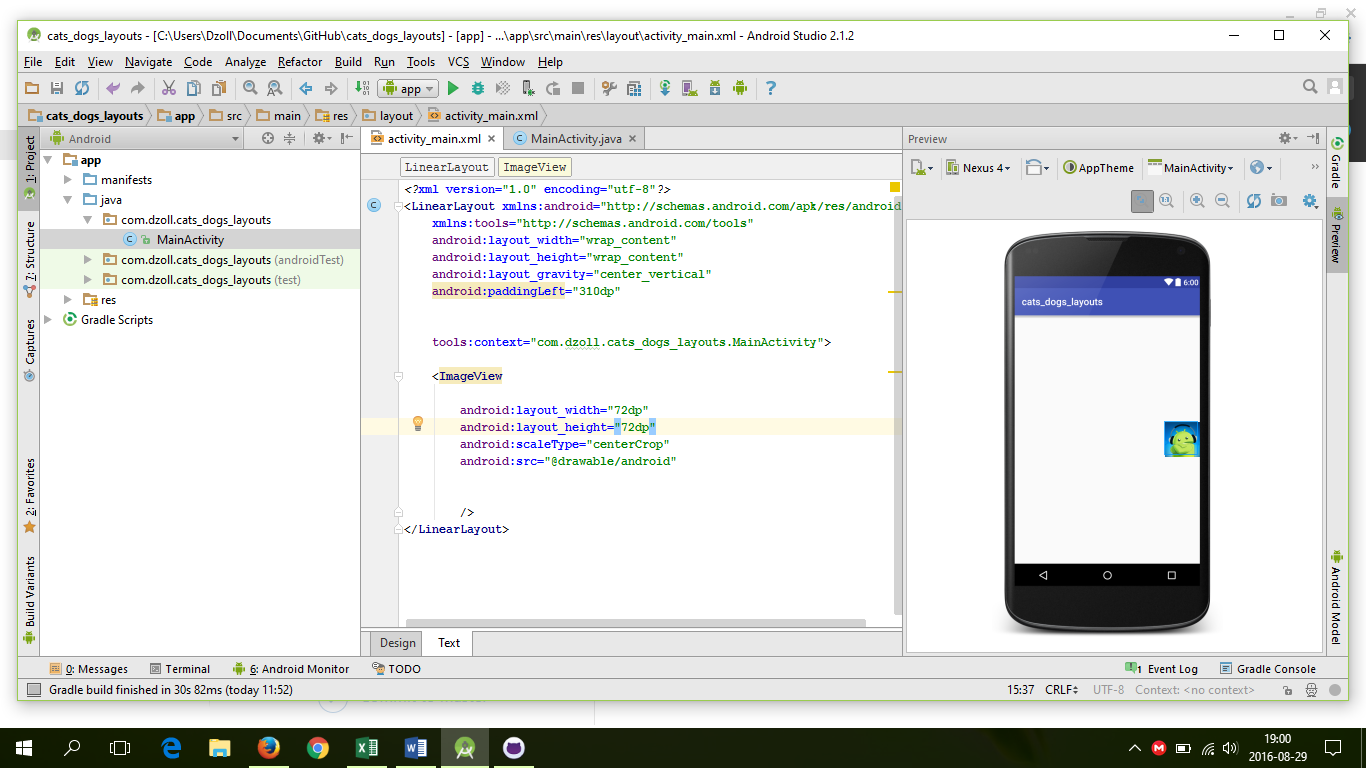 cats_dogs_layouts - [C:\Users\Dzoll\Documents\GitHub\cats_dogs_layouts] - [app] - ...\app\src\main\res\layout\activity_main.xml - Android Studio 2.1.2
File Edit View Navigate Code Analyze Refactor Build Run Tools VCS Window Help
app
cats_dogs_layouts app src main res layout activity_main.xml
1: Project
7: Structure
Captures
2: Favorites
Build Variants
Android
app
manifests
java
com.dzoll.cats_dogs_layouts
MainActivity
com.dzoll.cats_dogs_layouts (androidTest)
com.dzoll.cats_dogs_layouts (test)
res
Gradle Scripts
activity_main.xml MainActivity.java
LinearLayout ImageView
<?xml version="1.0" encoding="utf-8"?>
<LinearLayout xmlns:android="http://schemas.android.com/apk/res/android
xmlns:tools="http://schemas.android.com/tools"
android:layout_width="wrap_content"
android:layout_height="wrap_content"
android:layout_gravity="center_vertical"
android:paddingLeft="310dp"
tools:context="com.dzoll.cats_dogs_layouts.MainActivity">
<ImageView
android:layout_width="72dp"
android:layout_height="72dp"
android:scaleType="centerCrop"
android:src="@drawable/android"
/>
</LinearLayout>
Design Text
Preview
Nexus 4 AppTheme MainActivity
6:00
cats_dogs_layouts
Gradle
Preview
Android Model
0: Messages Terminal 6: Android Monitor TODO
1 Event Log Gradle Console
Gradle build finished in 30s 82ms (today 11:52)
15:37 CRLF UTF-8 Context: <no context>
19:00
2016-08-29